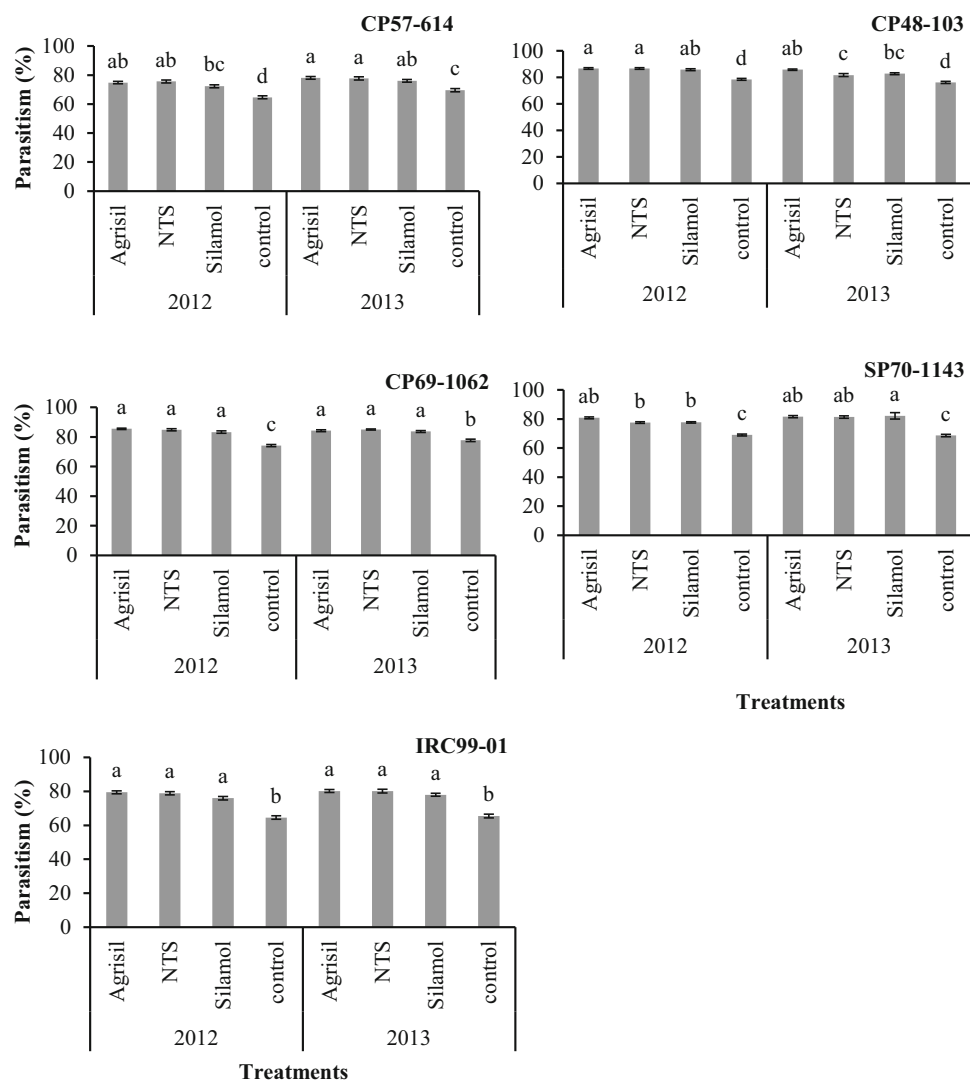 CP57-614
Parasitism (%)
100
80
60
40
20
0
ab ab bc d a a ab c
Agrisil NTS Silamol control Agrisil NTS Silamol control
2012 2013
CP48-103
100
80
60
40
20
0
a a ab d ab c bc d
Agrisil NTS Silamol control Agrisil NTS Silamol control
2012 2013
CP69-1062
Parasitism (%)
100
80
60
40
20
0
a a a c a a a b
Agrisil NTS Silamol control Agrisil NTS Silamol control
2012 2013
SP70-1143
100
80
60
40
20
0
ab b b c ab ab a c
Agrisil NTS Silamol control Agrisil NTS Silamol control
2012 2013
Treatments
IRC99-01
Parasitism (%)
100
80
60
40
20
0
a a a b a a a b
Agrisil NTS Silamol control Agrisil NTS Silamol control
2012 2013
Treatments